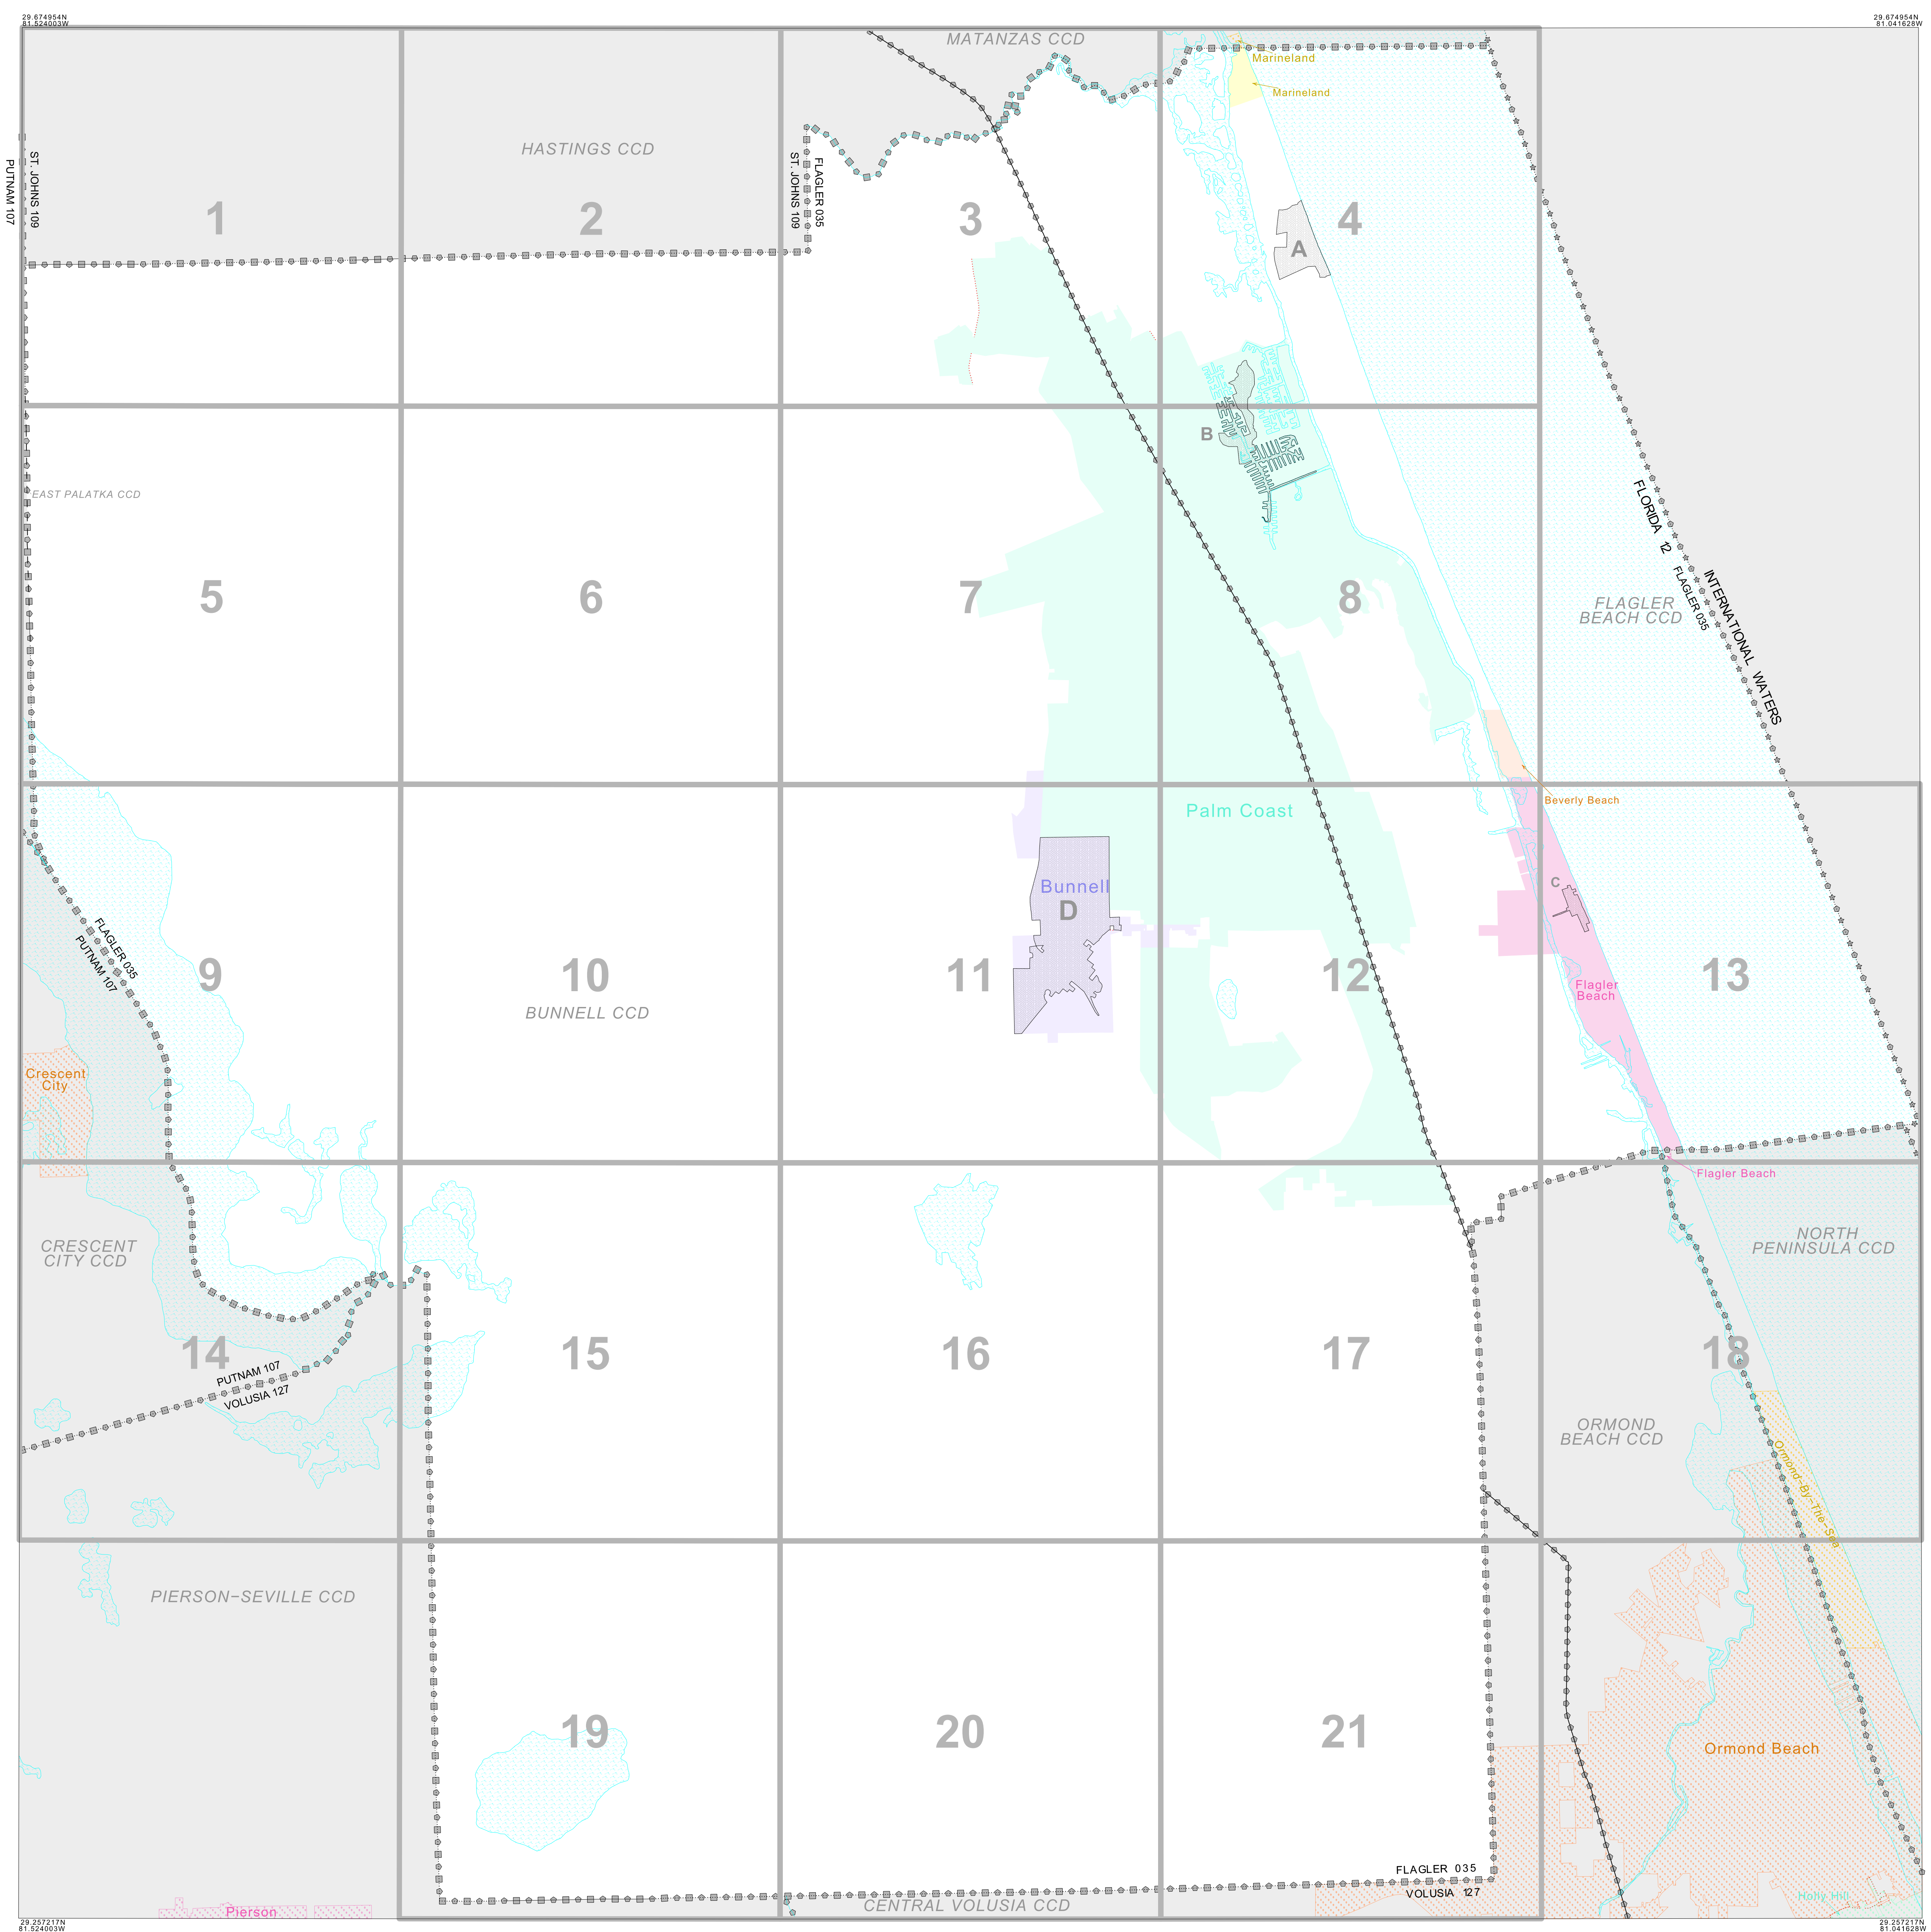 29.674954N
81.524003W
29.674954N
81.041628W
MATANZAS CCD
Marineland
Marineland
HASTINGS CCD
ST. JOHNS 109
PUTNAM 107
FLAGLER 035
ST. JOHNS 109
1
2
3
4
A
B
EAST PALATKA CCD
FLORIDA 12
INTERNATIONAL WATERS
FLAGLER 035
FLAGLER
BEACH CCD
5
6
7
8
Beverly Beach
Palm Coast
Bunnell
D
C
FLAGLER 035
PUTNAM 107
9
10
11
12
13
Flagler
Beach
BUNNELL CCD
Crescent
City
Flagler Beach
CRESCENT
CITY CCD
NORTH
PENINSULA CCD
14
15
16
17
18
PUTNAM 107
VOLUSIA 127
ORMOND
BEACH CCD
Ormond-By-The-Sea
PIERSON-SEVILLE CCD
19
20
21
Ormond Beach
FLAGLER 035
VOLUSIA 127
CENTRAL VOLUSIA CCD
Holly Hill
Pierson
29.257217N
81.524003W
29.257217N
81.041628W